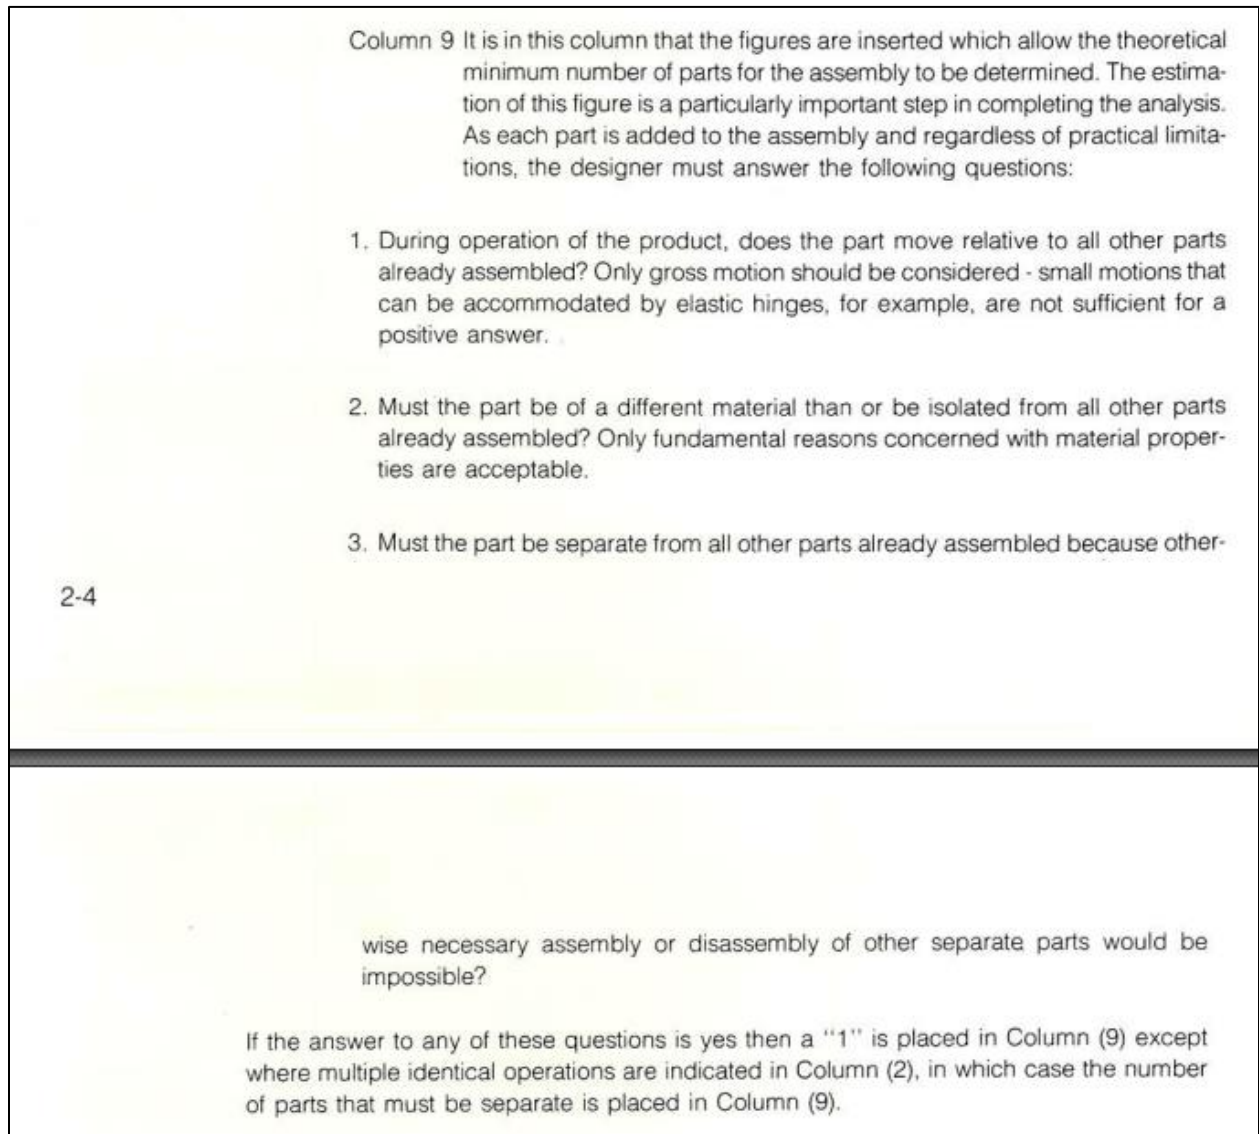 Column 9 It is in this column that the figures are inserted which allow the theoretical
minimum number of parts for the assembly to be determined. The estima-
tion of this figure is a particularly important step in completing the analysis.
As each part is added to the assembly and regardless of practical limita-
tions, the designer must answer the following questions:
1. During operation of the product, does the part move relative to all other parts
already assembled? Only gross motion should be considered - small motions that
can be accommodated by elastic hinges, for example, are not sufficient for a
positive answer.
2. Must the part be of a different material than or be isolated from all other parts
already assembled? Only fundamental reasons concerned with material proper-
ties are acceptable.
3. Must the part be separate from all other parts already assembled because other-
2-4
wise necessary assembly or disassembly of other separate parts would be
impossible?
If the answer to any of these questions is yes then a "1" is placed in Column (9) except
where multiple identical operations are indicated in Column (2), in which case the number
of parts that must be separate is placed in Column (9).